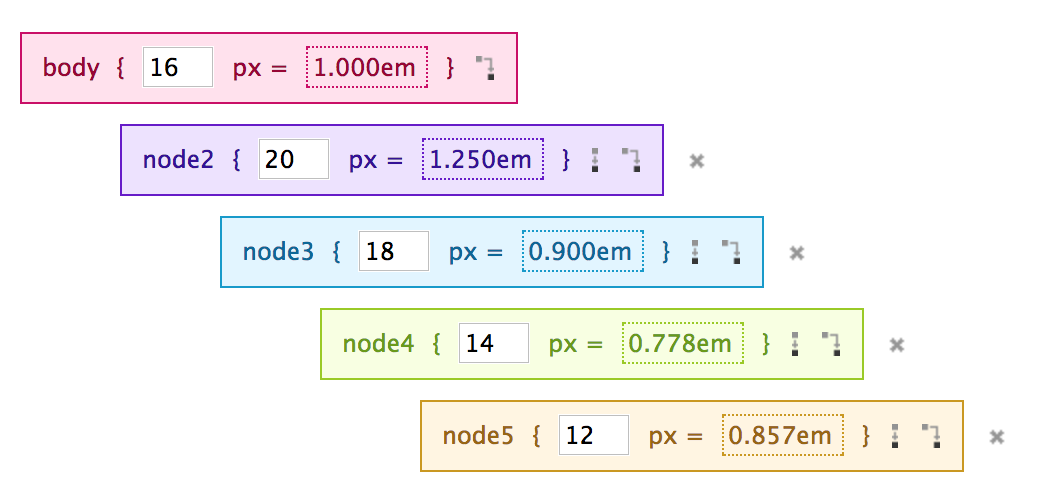 body { 16 px = 1.000em }
node2 { 20 px = 1.250em }
node3 { 18 px = 0.900em }
node4 { 14 px = 0.778em }
node5 { 12 px = 0.857em }